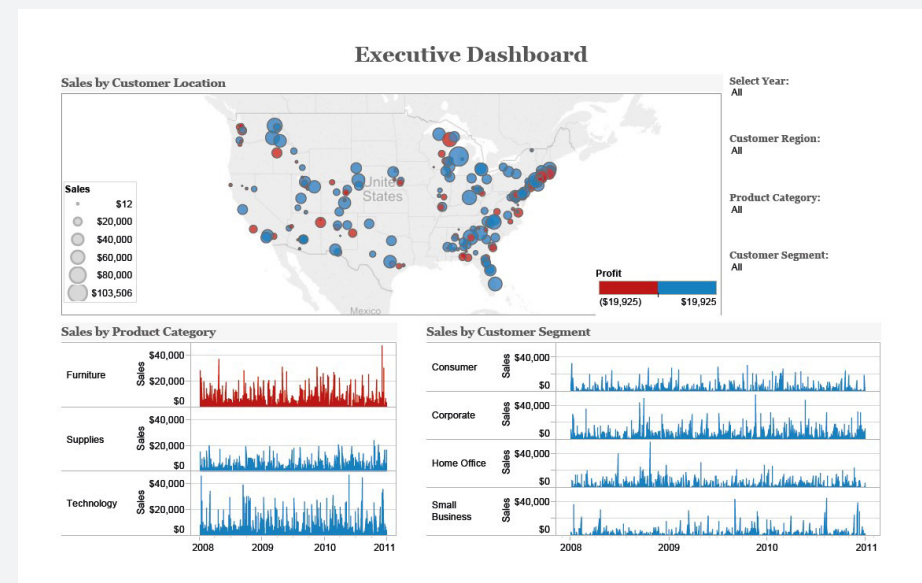 Executive Dashboard
Sales by Customer Location
Select Year:
All
Customer Region:
All
Product Category:
All
Customer Segment:
All
United
States
Mexico
Sales
$12
$20,000
$40,000
$60,000
$80,000
$103,506
Profit
($19,925) $19,925
Sales by Product Category
Furniture
Sales
$40,000
$20,000
$0
Supplies
Sales
$40,000
$20,000
$0
Technology
Sales
$40,000
$20,000
$0
2008 2009 2010 2011
Sales by Customer Segment
Consumer
Sales
$40,000
$0
Corporate
Sales
$40,000
$0
Home Office
Sales
$40,000
$0
Small
Business
Sales
$40,000
$0
2008 2009 2010 2011